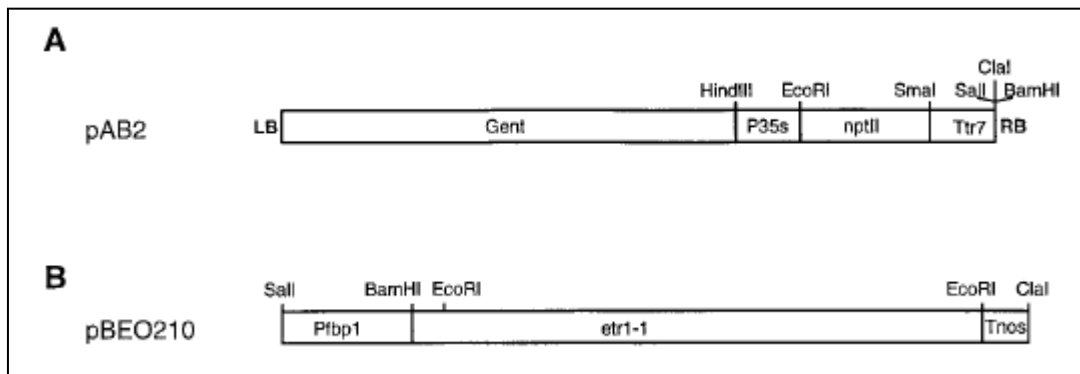 A
ClaI
HindIII EcoRI SmaI SalI BamHI
pAB2 LB Gent P35s nptII Ttr7 RB
B
SalI BamHI EcoRI EcoRI ClaI
pBEO210 Pfbp1 etr1-1 Tnos